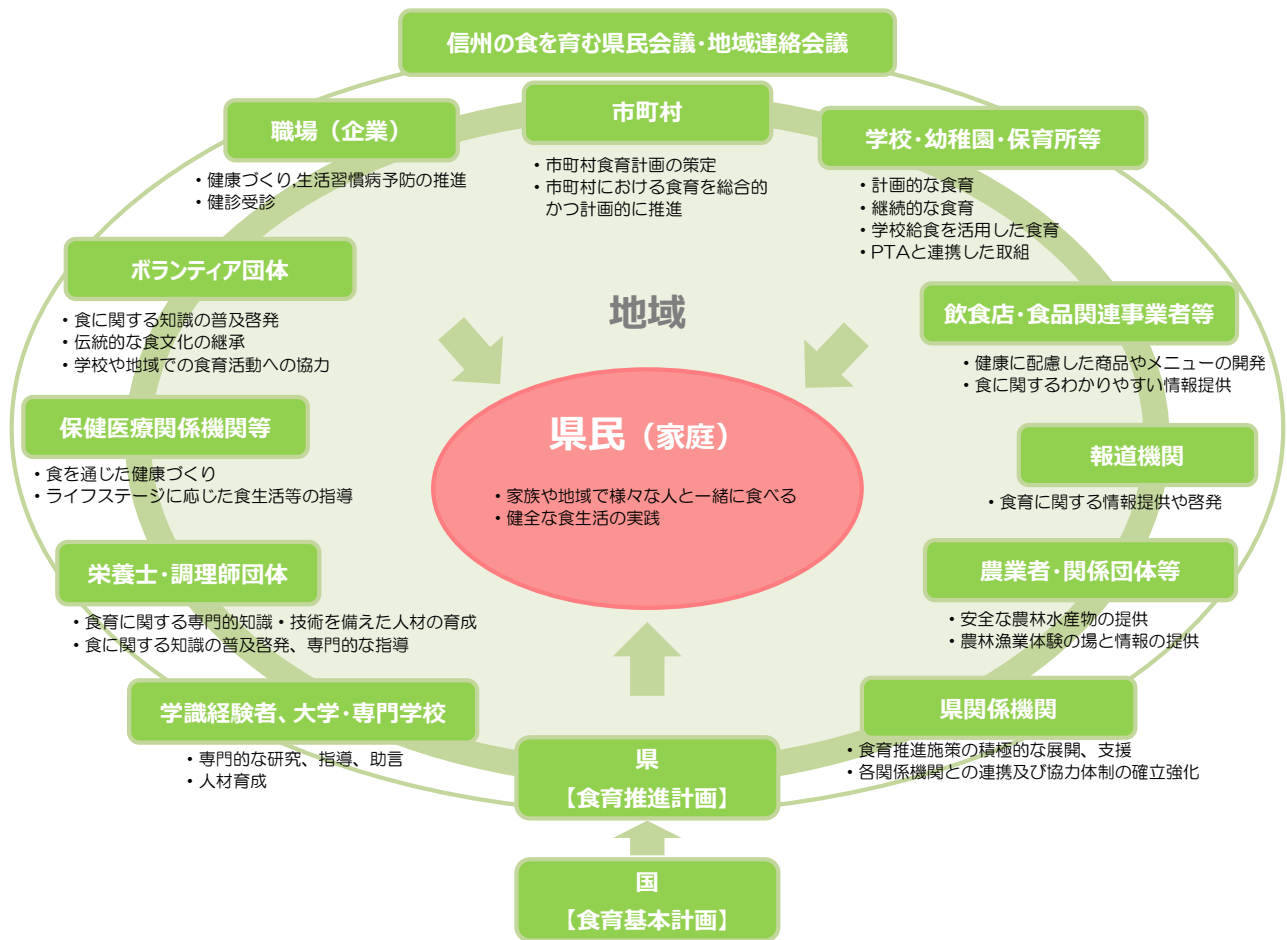 信州の食を育む県民会議・地域連絡会議
市町村
・市町村食育計画の策定
・市町村における食育を総合的
かつ計画的に推進
職場（企業）
・健康づくり,生活習慣病予防の推進
・健診受診
学校・幼稚園・保育所等
・計画的な食育
・継続的な食育
・学校給食を活用した食育
・PTAと連携した取組
ボランティア団体
・食に関する知識の普及啓発
・伝統的な食文化の継承
・学校や地域での食育活動への協力
地域
飲食店・食品関連事業者等
・健康に配慮した商品やメニューの開発
・食に関するわかりやすい情報提供
保健医療関係機関等
・食を通じた健康づくり
・ライフステージに応じた食生活等の指導
県民（家庭）
・家族や地域で様々な人と一緒に食べる
・健全な食生活の実践
報道機関
・食育に関する情報提供や啓発
栄養士・調理師団体
・食育に関する専門的知識・技術を備えた人材の育成
・食に関する知識の普及啓発、専門的な指導
農業者・関係団体等
・安全な農林水産物の提供
・農林漁業体験の場と情報の提供
学識経験者、大学・専門学校
・専門的な研究、指導、助言
・人材育成
県関係機関
・食育推進施策の積極的な展開、支援
・各関係機関との連携及び協力体制の確立強化
県
【食育推進計画】
国
【食育基本計画】